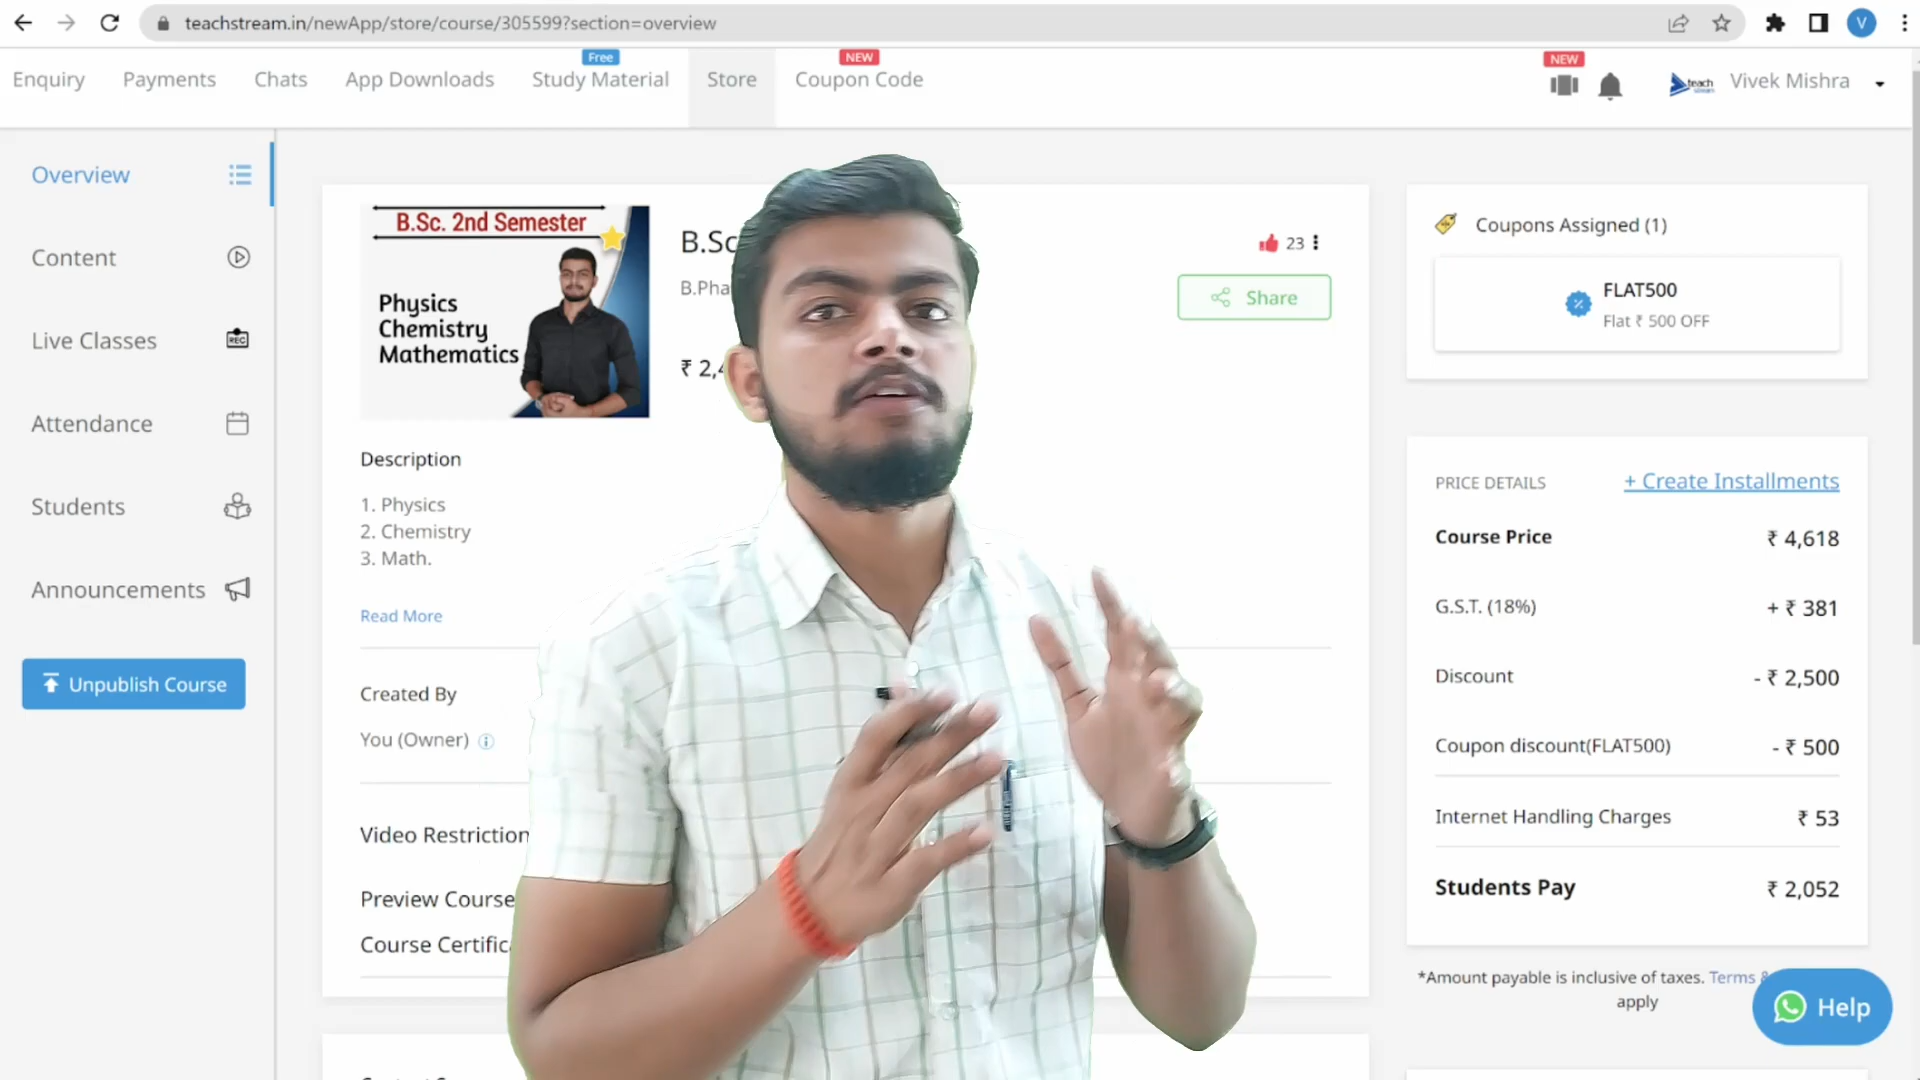 teachstream.in/newApp/store/course/305599?section=overview
V
Enquiry
Payments
Chats
App Downloads
Free
Study Material
Store
NEW
Coupon Code
NEW
teach
Vivek Mishra
Overview
Content
Live Classes
REC
Attendance
Students
Announcements
Unpublish Course
B.Sc. 2nd Semester
Physics
Chemistry
Mathematics
B.Sc
B.Pha
₹ 2,4
23
Share
Description
1. Physics
2. Chemistry
3. Math.
Read More
Created By
You (Owner)
Video Restriction
Preview Course
Course Certific
Coupons Assigned (1)
FLAT500
Flat ₹ 500 OFF
PRICE DETAILS
+ Create Installments
Course Price ₹ 4,618
G.S.T. (18%) + ₹ 381
Discount - ₹ 2,500
Coupon discount(FLAT500) - ₹ 500
Internet Handling Charges ₹ 53
Students Pay ₹ 2,052
*Amount payable is inclusive of taxes. Terms &
apply
Help